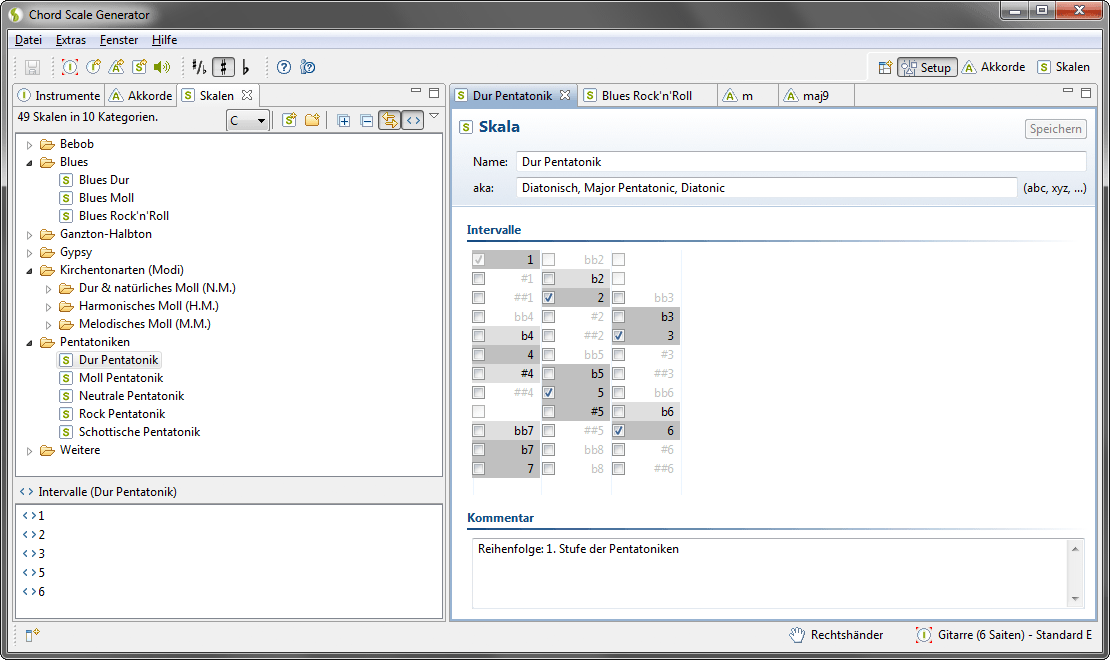 Chord Scale Generator
Datei Extras Fenster Hilfe
Setup Akkorde Skalen
Instrumente Akkorde Skalen
49 Skalen in 10 Kategorien. C
Bebob
Blues
Blues Dur
Blues Moll
Blues Rock'n'Roll
Ganzton-Halbton
Gypsy
Kirchentonarten (Modi)
Dur & natürliches Moll (N.M.)
Harmonisches Moll (H.M.)
Melodisches Moll (M.M.)
Pentatoniken
Dur Pentatonik
Moll Pentatonik
Neutrale Pentatonik
Rock Pentatonik
Schottische Pentatonik
Weitere
Intervalle (Dur Pentatonik)
1
2
3
5
6
Dur Pentatonik Blues Rock'n'Roll m maj9
Skala Speichern
Name: Dur Pentatonik
aka: Diatonisch, Major Pentatonic, Diatonic (abc, xyz, ...)
Intervalle
1 bb2
#1 b2
##1 2 bb3
bb4 #2 b3
b4 ##2 3
4 bb5 #3
#4 b5 ##3
##4 5 bb6
#5 b6
bb7 ##5 6
b7 bb8 #6
7 b8 ##6
Kommentar
Reihenfolge: 1. Stufe der Pentatoniken
Rechtshänder Gitarre (6 Saiten) - Standard E